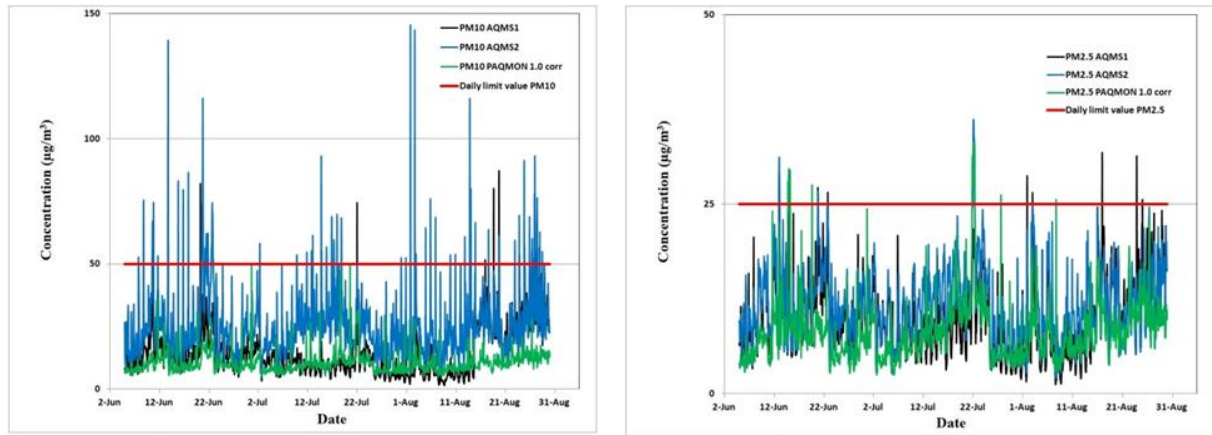 150
100
50
0
Concentration (µg/m³)
PM10 AQMS1
PM10 AQMS2
PM10 PAQMON 1.0 corr
Daily limit value PM10
2-Jun 12-Jun 22-Jun 2-Jul 12-Jul 22-Jul 1-Aug 11-Aug 21-Aug 31-Aug
Date
50
25
0
Concentration (µg/m³)
PM2.5 AQMS1
PM2.5 AQMS2
PM2.5 PAQMON 1.0 corr
Daily limit value PM2.5
2-Jun 12-Jun 22-Jun 2-Jul 12-Jul 22-Jul 1-Aug 11-Aug 21-Aug 31-Aug
Date